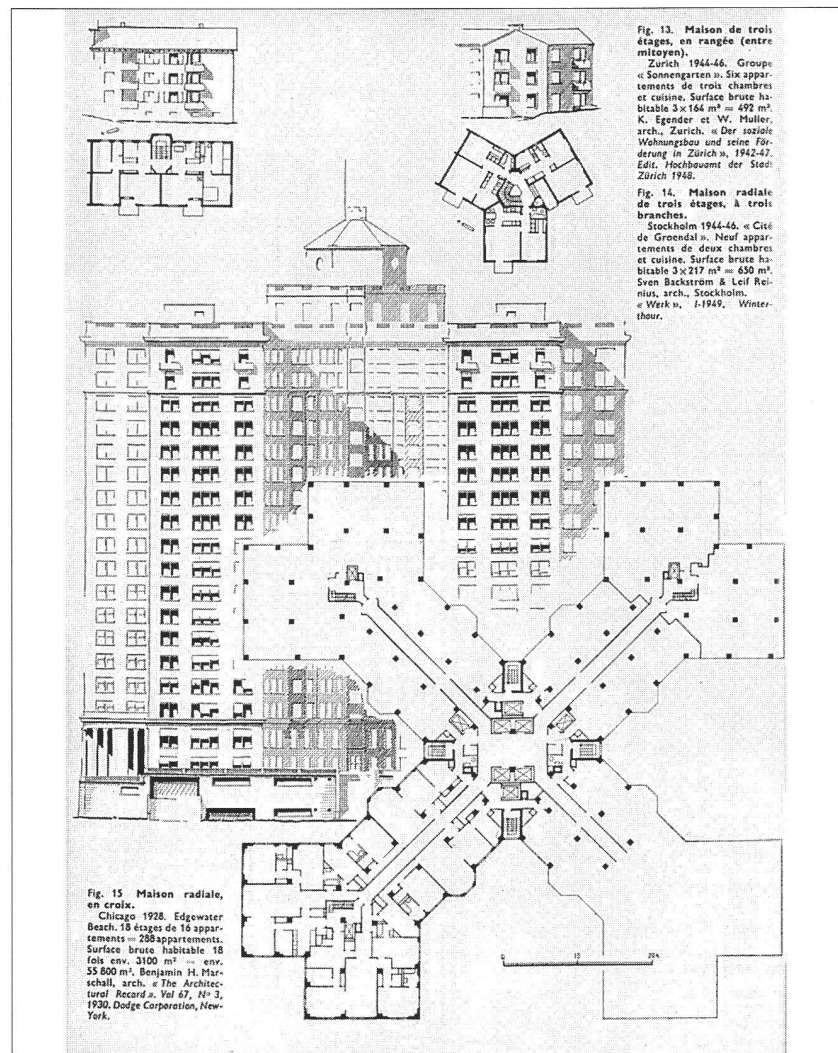 Fig. 13. Maison de trois
étages, en rangée (entre
mitoyen).
Zurich 1944-46. Groupe
« Sonnengarten ». Six appar-
tements de trois chambres
et cuisine. Surface brute ha-
bitable 3×164 m² = 492 m².
K. Egender et W. Muller,
arch., Zurich. « Der soziale
Wohnungsbau und seine För-
derung in Zürich », 1942-47.
Edit. Hochbauamt der Stadt
Zürich 1948.
Fig. 14. Maison radiale
de trois étages, à trois
branches.
Stockholm 1944-46. « Cité
de Groendal ». Neuf appar-
tements de deux chambres
et cuisine. Surface brute ha-
bitable 3×217 m² = 650 m².
Sven Backström & Leif Rei-
nius, arch., Stockholm.
« Werk », I-1949, Winter-
thour.
Fig. 15 Maison radiale,
en croix.
Chicago 1928. Edgewater
Beach. 18 étages de 16 appar-
tements = 288 appartements.
Surface brute habitable 18
fois env. 3100 m² = env.
55 800 m². Benjamin H. Mar-
schall, arch. « The Architec-
tural Record ». Vol 67, Nº 3,
1930. Dodge Corporation, New-
York.
0 10 20